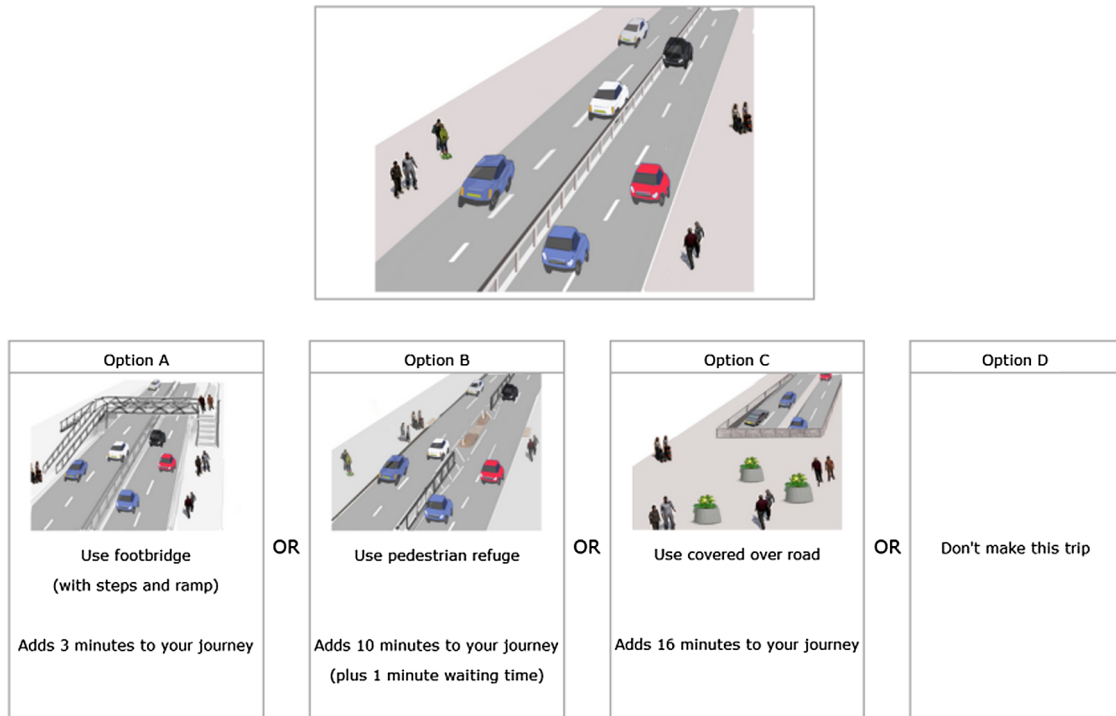 Option A
Use footbridge
(with steps and ramp)
Adds 3 minutes to your journey
OR
Option B
Use pedestrian refuge
Adds 10 minutes to your journey
(plus 1 minute waiting time)
OR
Option C
Use covered over road
Adds 16 minutes to your journey
OR
Option D
Don't make this trip